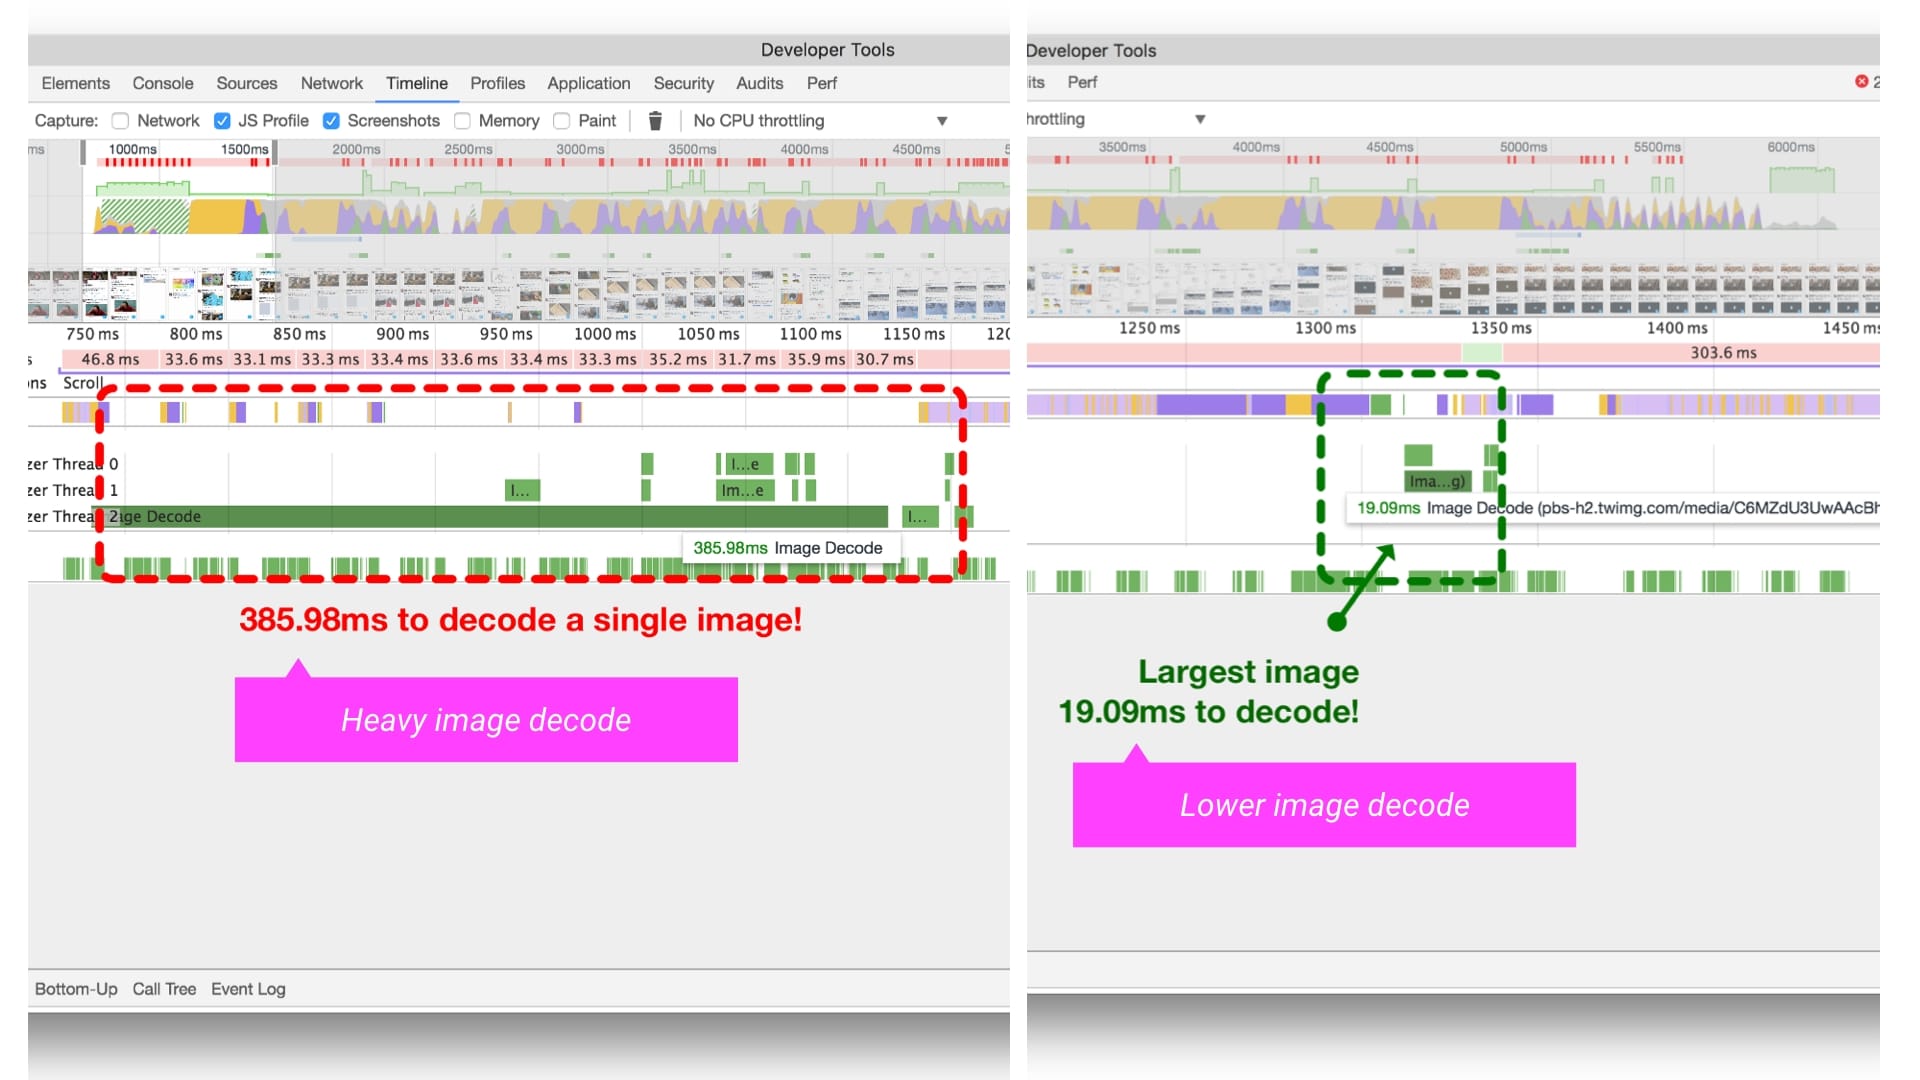 Developer Tools
Elements Console Sources Network Timeline Profiles Application Security Audits Perf
Capture: Network JS Profile Screenshots Memory Paint No CPU throttling ▼
ms 1000ms 1500ms 2000ms 2500ms 3000ms 3500ms 4000ms 4500ms 5
750 ms 800 ms 850 ms 900 ms 950 ms 1000 ms 1050 ms 1100 ms 1150 ms 120
s 46.8 ms 33.6 ms 33.1 ms 33.3 ms 33.4 ms 33.6 ms 33.4 ms 33.3 ms 35.2 ms 31.7 ms 35.9 ms 30.7 ms
ons Scroll
zer Thread 0 I...e
zer Threa 1 I... Im...e
zer Threa 2 age Decode I...
385.98ms Image Decode
385.98ms to decode a single image!
Heavy image decode
Bottom-Up Call Tree Event Log
Developer Tools
its Perf 2
hrottling ▼
3500ms 4000ms 4500ms 5000ms 5500ms 6000ms
1250 ms 1300 ms 1350 ms 1400 ms 1450 ms
303.6 ms
Ima...g)
19.09ms Image Decode (pbs-h2.twimg.com/media/C6MZdU3UwAAcBh
Largest image
19.09ms to decode!
Lower image decode